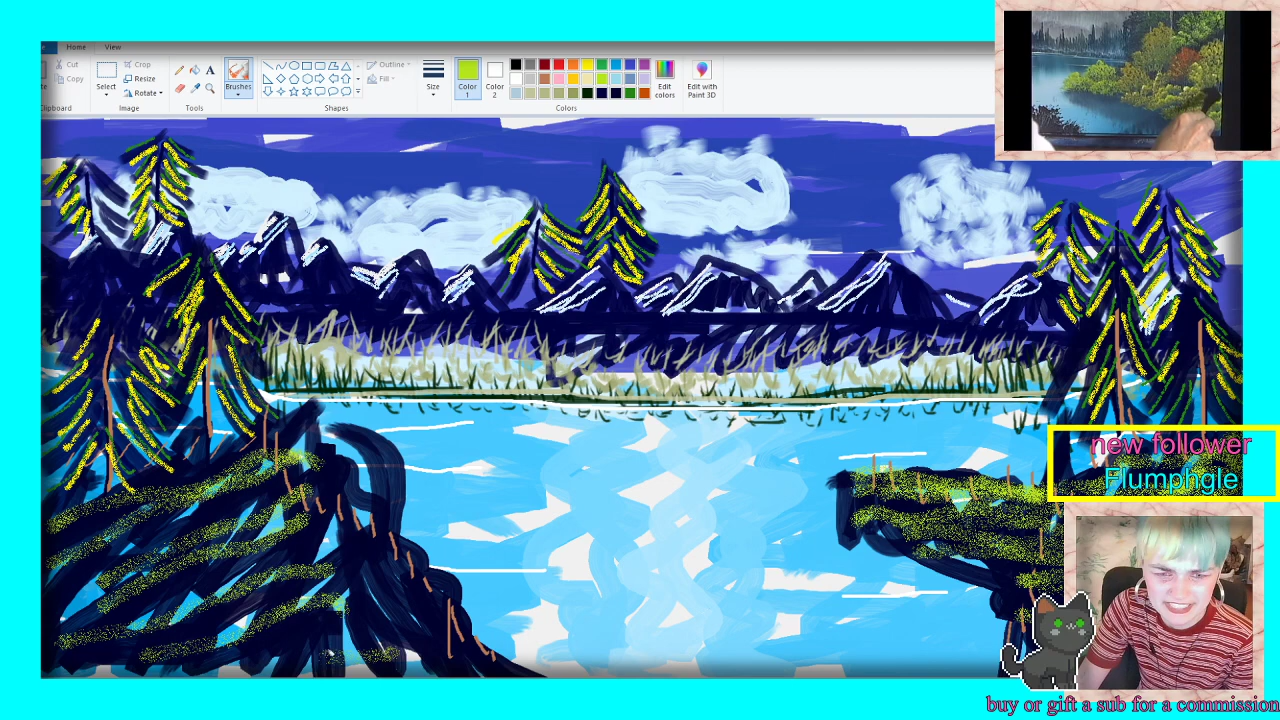 Home View
Cut
Copy
Clipboard
Select
Crop
Resize
Rotate
Image
A
Tools
Brushes
Outline
Fill
Shapes
Size
Color
1
Color
2
Edit
colors
Colors
Edit with
Paint 3D
new follower
Flumphgle
buy or gift a sub for a commission